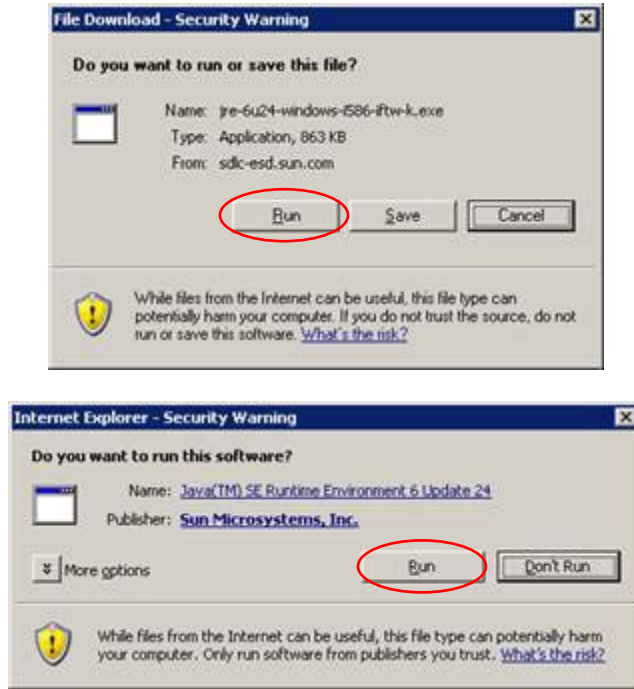 File Download - Security Warning
Do you want to run or save this file?
Name: jre-6u24-windows-i586-iftw-k.exe
Type: Application, 863 KB
From: sdlc-esd.sun.com
Run Save Cancel
While files from the Internet can be useful, this file type can
potentially harm your computer. If you do not trust the source, do not
run or save this software. What's the risk?
Internet Explorer - Security Warning
Do you want to run this software?
Name: Java(TM) SE Runtime Environment 6 Update 24
Publisher: Sun Microsystems, Inc.
More options Run Don't Run
While files from the Internet can be useful, this file type can potentially harm
your computer. Only run software from publishers you trust. What's the risk?